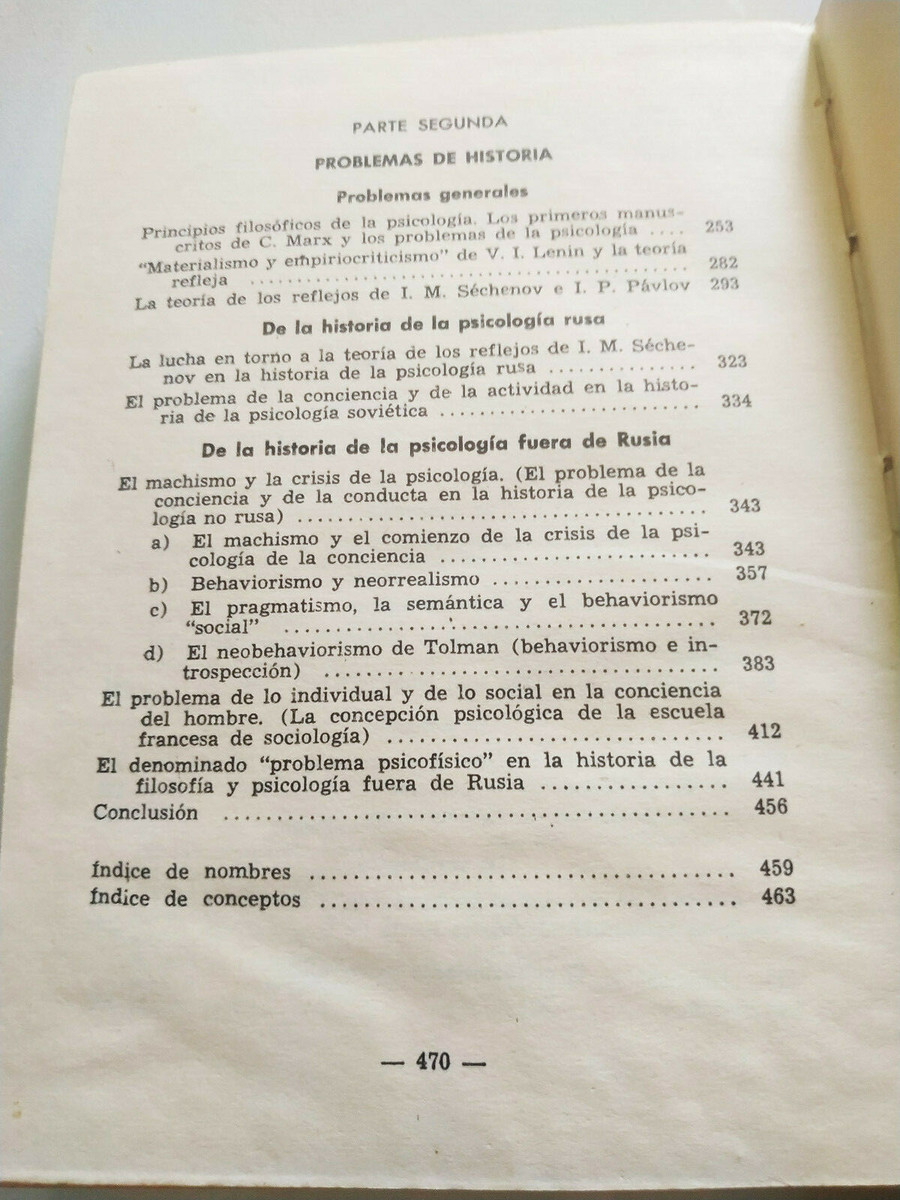 PARTE SEGUNDA
PROBLEMAS DE HISTORIA
Problemas generales
Principios filosóficos de la psicología. Los primeros manus-
critos de C. Marx y los problemas de la psicología .... 253
"Materialismo y empiriocriticismo" de V. I. Lenin y la teoría
refleja ........................................ 282
La teoría de los reflejos de I. M. Séchenov e I. P. Pávlov 293
De la historia de la psicología rusa
La lucha en torno a la teoría de los reflejos de I. M. Séche-
nov en la historia de la psicología rusa ............... 323
El problema de la conciencia y de la actividad en la histo-
ria de la psicología soviética .......................... 334
De la historia de la psicología fuera de Rusia
El machismo y la crisis de la psicología. (El problema de la
conciencia y de la conducta en la historia de la psico-
logía no rusa) ........................................ 343
a) El machismo y el comienzo de la crisis de la psi-
cología de la conciencia ........................... 343
b) Behaviorismo y neorrealismo ...................... 357
c) El pragmatismo, la semántica y el behaviorismo
"social" ........................................... 372
d) El neobehaviorismo de Tolman (behaviorismo e in-
trospección) ....................................... 383
El problema de lo individual y de lo social en la conciencia
del hombre. (La concepción psicológica de la escuela
francesa de sociología) ................................ 412
El denominado "problema psicofísico" en la historia de la
filosofía y psicología fuera de Rusia .................. 441
Conclusión ................................................ 456
Índice de nombres ...................................... 459
Índice de conceptos ..................................... 463
— 470 —